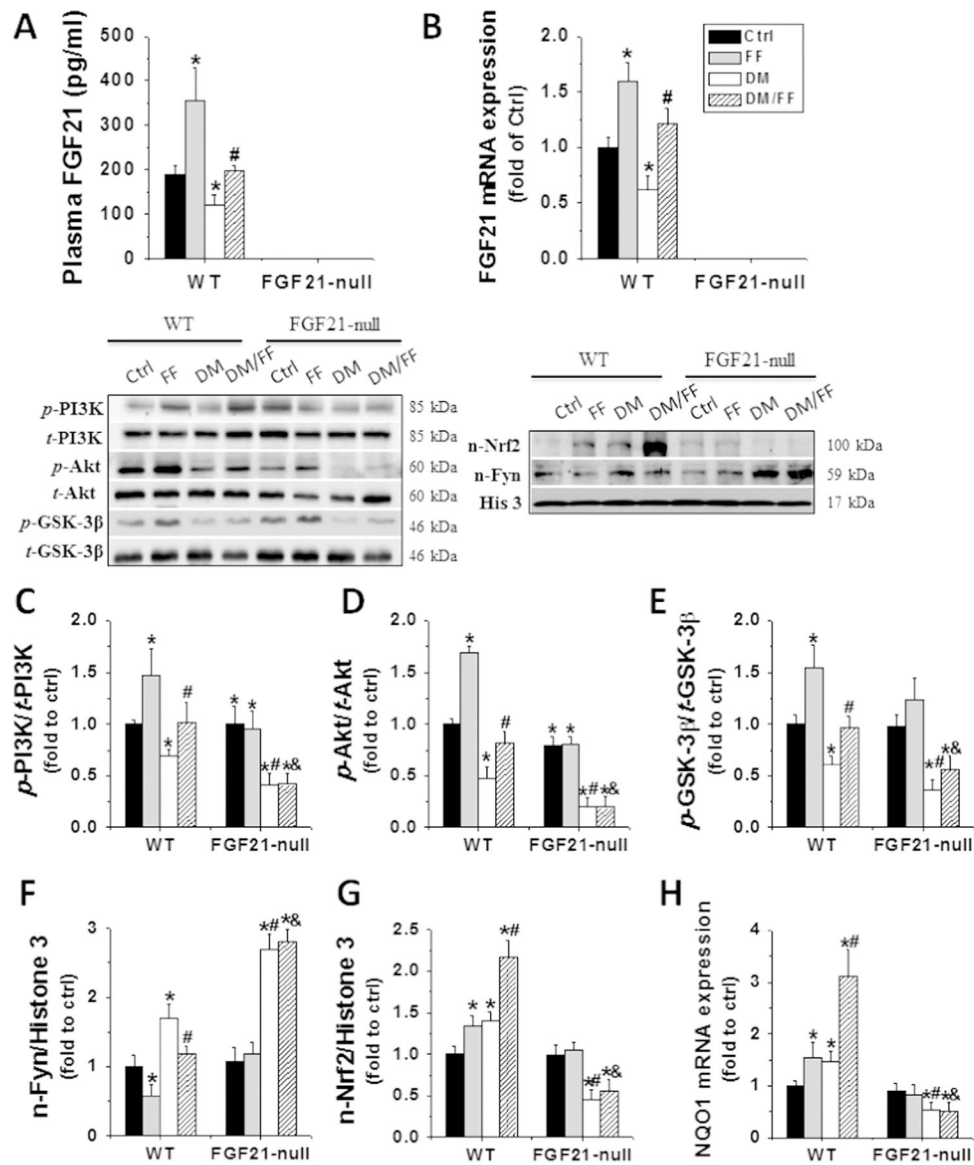 A
Plasma FGF21 (pg/ml)
500
400
300
200
100
0
*
*
#
WT
FGF21-null
B
FGF21 mRNA expression
(fold of Ctrl)
2.0
1.5
1.0
0.5
0.0
*
*
#
WT
FGF21-null
Ctrl
FF
DM
DM/FF
WT
FGF21-null
Ctrl
FF
DM
DM/FF
Ctrl
FF
DM
DM/FF
p-PI3K
85 kDa
t-PI3K
85 kDa
p-Akt
60 kDa
t-Akt
60 kDa
p-GSK-3β
46 kDa
t-GSK-3β
46 kDa
WT
FGF21-null
Ctrl
FF
DM
DM/FF
Ctrl
FF
DM
DM/FF
n-Nrf2
100 kDa
n-Fyn
59 kDa
His 3
17 kDa
C
p-PI3K/t-PI3K
(fold to ctrl)
2.0
1.5
1.0
0.5
0.0
*
*
#
*
*
*#
*&
WT
FGF21-null
D
p-Akt/t-Akt
(fold to ctrl)
2.0
1.5
1.0
0.5
0.0
*
*
#
*
*
*#
*&
WT
FGF21-null
E
p-GSK-3β/t-GSK-3β
(fold to ctrl)
2.0
1.5
1.0
0.5
0.0
*
*
#
*#
*&
WT
FGF21-null
F
n-Fyn/Histone 3
(fold to ctrl)
3
2
1
0
*
*
#
*#
*&
WT
FGF21-null
G
n-Nrf2/Histone 3
(fold to ctrl)
2.5
2.0
1.5
1.0
0.5
0.0
*
*
*#
*#
*&
WT
FGF21-null
H
NQO1 mRNA expression
(fold to ctrl)
4
3
2
1
0
*
*
*#
*#
*&
WT
FGF21-null